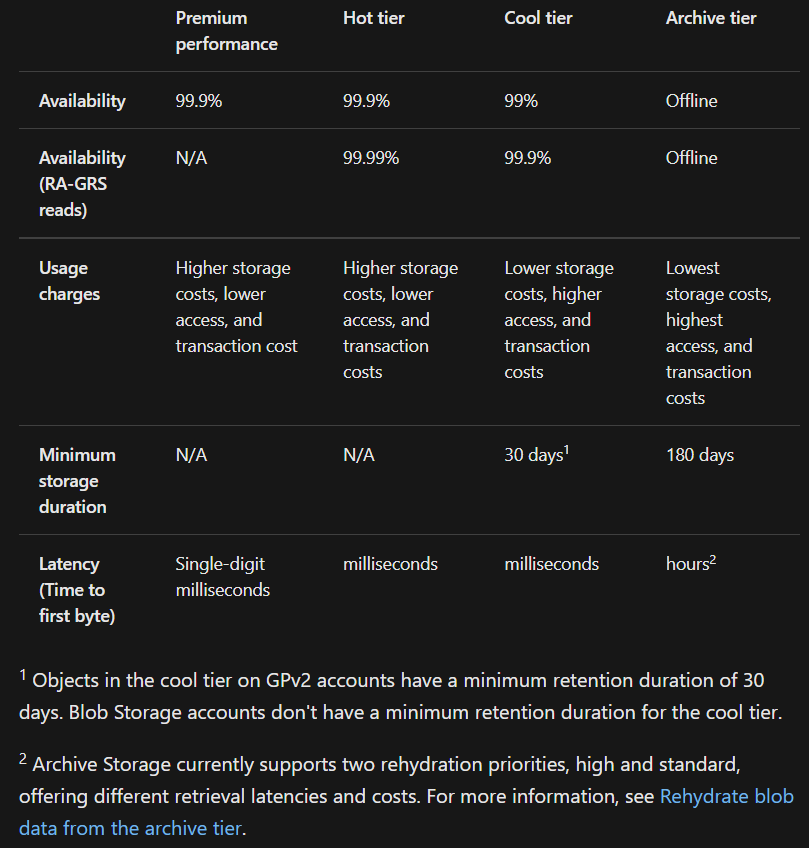 Premium performance Hot tier Cool tier Archive tier
Availability 99.9% 99.9% 99% Offline
Availability (RA-GRS reads) N/A 99.99% 99.9% Offline
Usage charges Higher storage costs, lower access, and transaction cost Higher storage costs, lower access, and transaction costs Lower storage costs, higher access, and transaction costs Lowest storage costs, highest access, and transaction costs
Minimum storage duration N/A N/A 30 days¹ 180 days
Latency (Time to first byte) Single-digit milliseconds milliseconds milliseconds hours²
¹ Objects in the cool tier on GPv2 accounts have a minimum retention duration of 30
days. Blob Storage accounts don't have a minimum retention duration for the cool tier.
² Archive Storage currently supports two rehydration priorities, high and standard,
offering different retrieval latencies and costs. For more information, see Rehydrate blob
data from the archive tier.